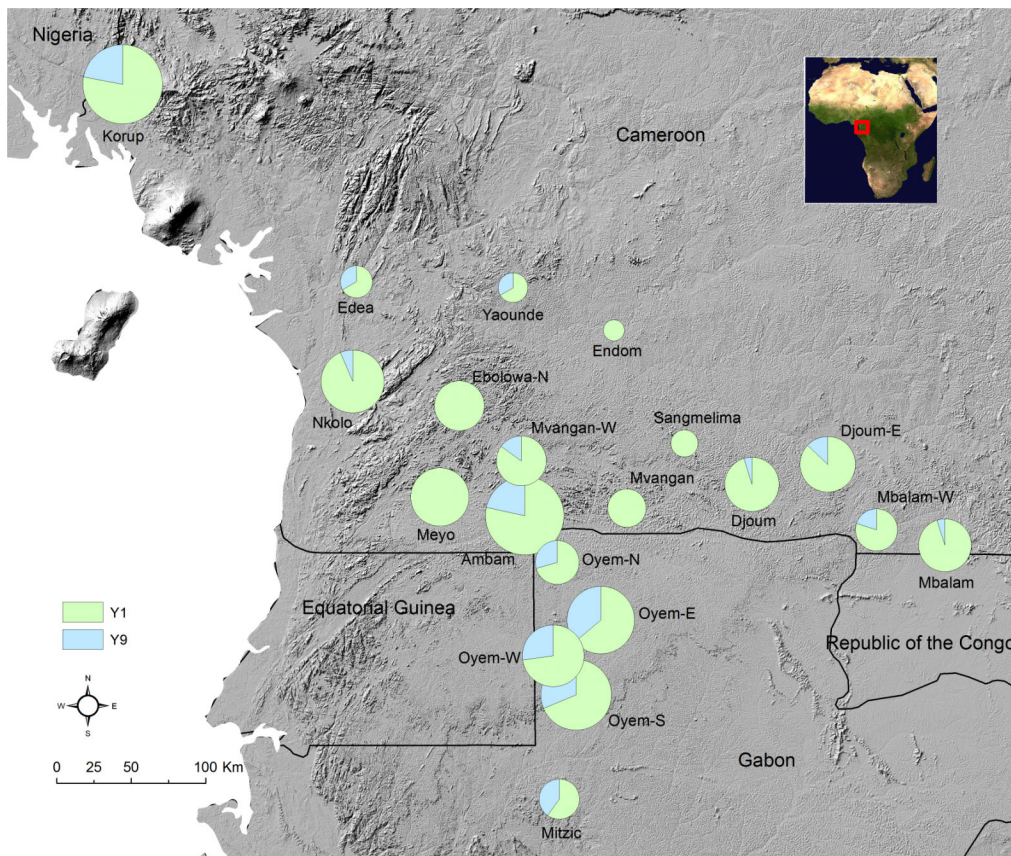 Nigeria
Korup
Cameroon
Edea
Yaounde
Endom
Ebolowa-N
Nkolo
Sangmelima
Mvangan-W
Djoum-E
Mvangan
Mbalam-W
Meyo
Djoum
Ambam
Oyem-N
Mbalam
Y1
Equatorial Guinea
Oyem-E
Y9
Republic of the Congo
Oyem-W
N
W E
S
Oyem-S
0 25 50 100 Km
Gabon
Mitzic